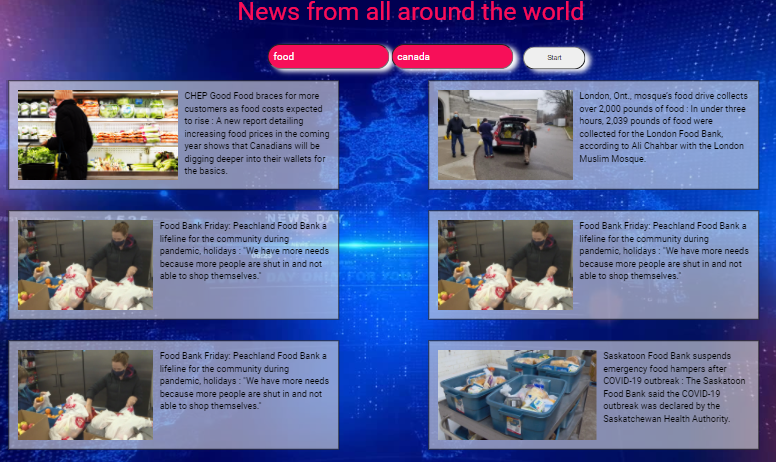 News from all around the world
food
canada
Start
CHEP Good Food braces for more
customers as food costs expected
to rise : A new report detailing
increasing food prices in the coming
year shows that Canadians will be
digging deeper into their wallets for
the basics.
London, Ont., mosque's food drive collects
over 2,000 pounds of food : In under three
hours, 2,039 pounds of food were
collected for the London Food Bank,
according to Ali Chahbar with the London
Muslim Mosque.
NEWS DAY
Food Bank Friday: Peachland Food Bank a
lifeline for the community during
pandemic, holidays : "We have more needs
because more people are shut in and not
able to shop themselves."
Food Bank Friday: Peachland Food Bank a
lifeline for the community during
pandemic, holidays : "We have more needs
because more people are shut in and not
able to shop themselves."
Food Bank Friday: Peachland Food Bank a
lifeline for the community during
pandemic, holidays : "We have more needs
because more people are shut in and not
able to shop themselves."
Saskatoon Food Bank suspends
emergency food hampers after
COVID-19 outbreak : The Saskatoon
Food Bank said the COVID-19
outbreak was declared by the
Saskatchewan Health Authority.